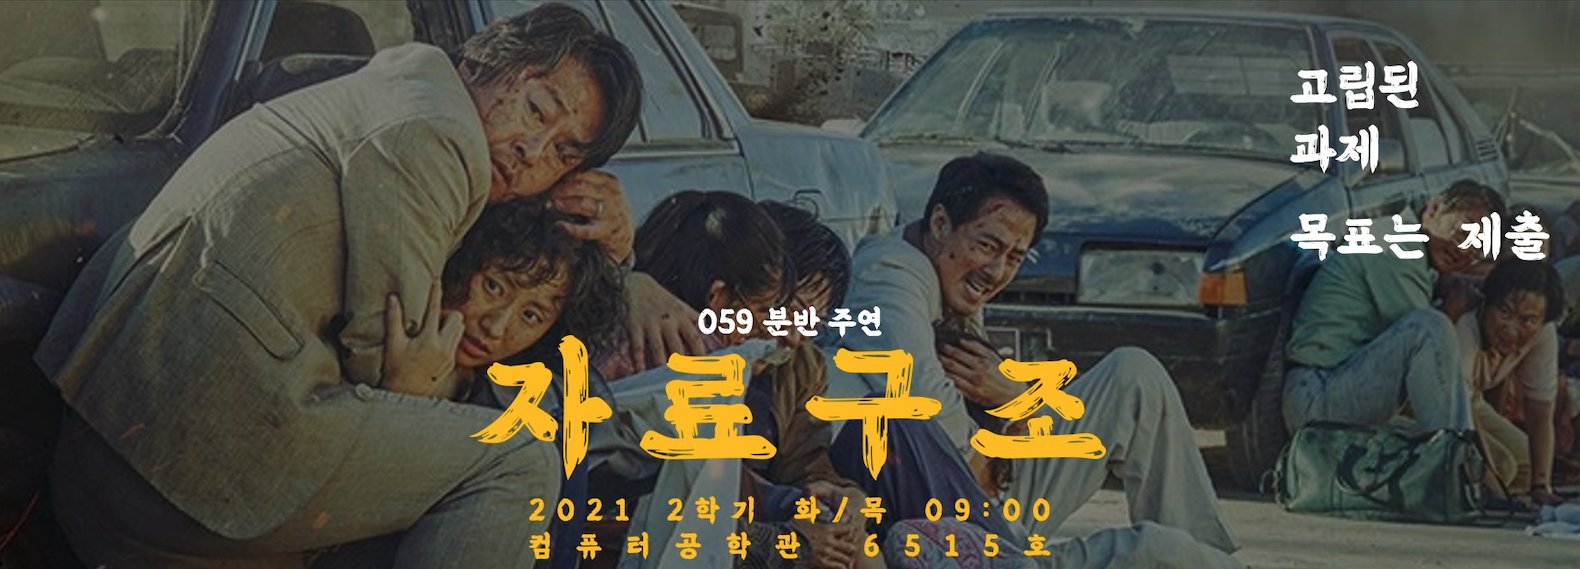 고립된
과제
목표는 제출
059 분반 주연
자료구조
2021 2학기 화/목 09:00
컴퓨터공학관 6515호